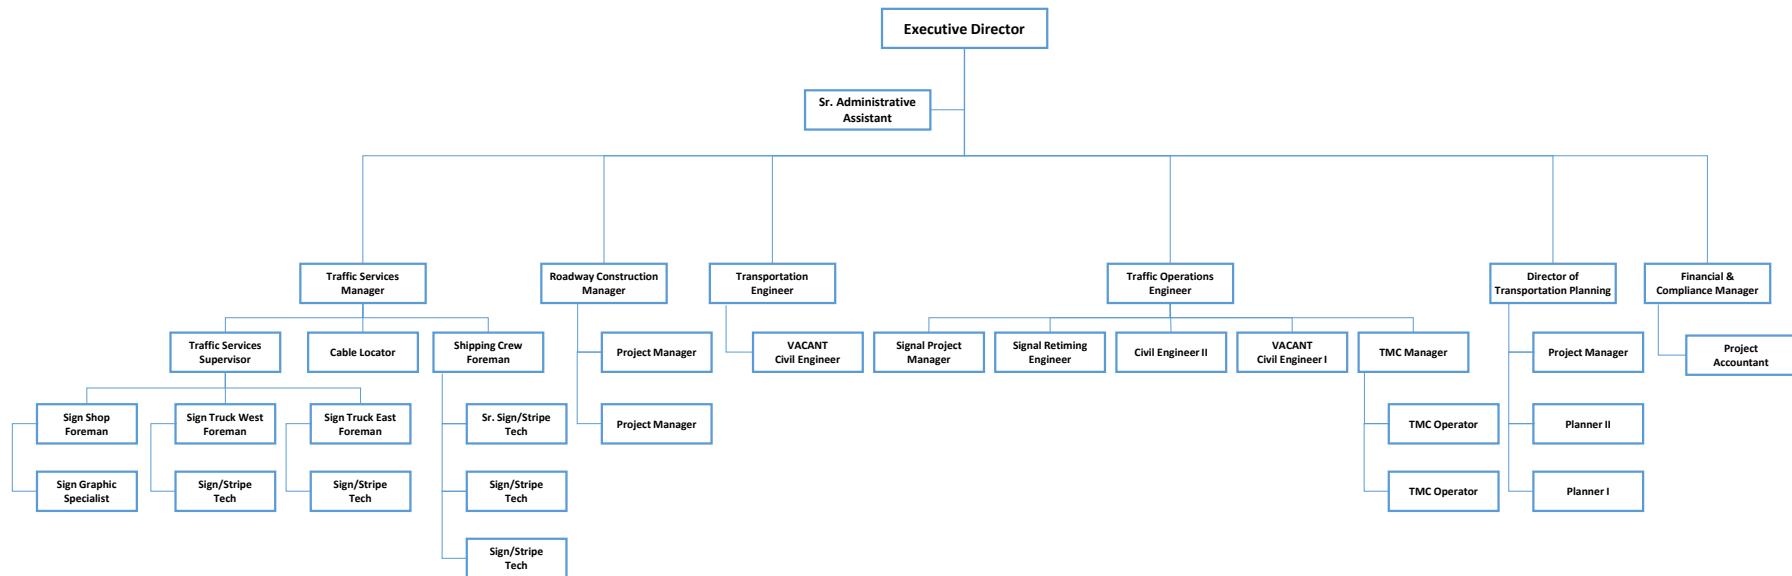 Executive Director
Sr. Administrative
Assistant
Traffic Services
Manager
Roadway Construction
Manager
Transportation
Engineer
Traffic Operations
Engineer
Director of
Transportation Planning
Financial &
Compliance Manager
Traffic Services
Supervisor
Cable Locator
Shipping Crew
Foreman
Project Manager
VACANT
Civil Engineer
Signal Project
Manager
Signal Retiming
Engineer
Civil Engineer II
VACANT
Civil Engineer I
TMC Manager
Project Manager
Project
Accountant
Sign Shop
Foreman
Sign Truck West
Foreman
Sign Truck East
Foreman
Sr. Sign/Stripe
Tech
Project Manager
TMC Operator
Planner II
Sign Graphic
Specialist
Sign/Stripe
Tech
Sign/Stripe
Tech
Sign/Stripe
Tech
TMC Operator
Planner I
Sign/Stripe
Tech